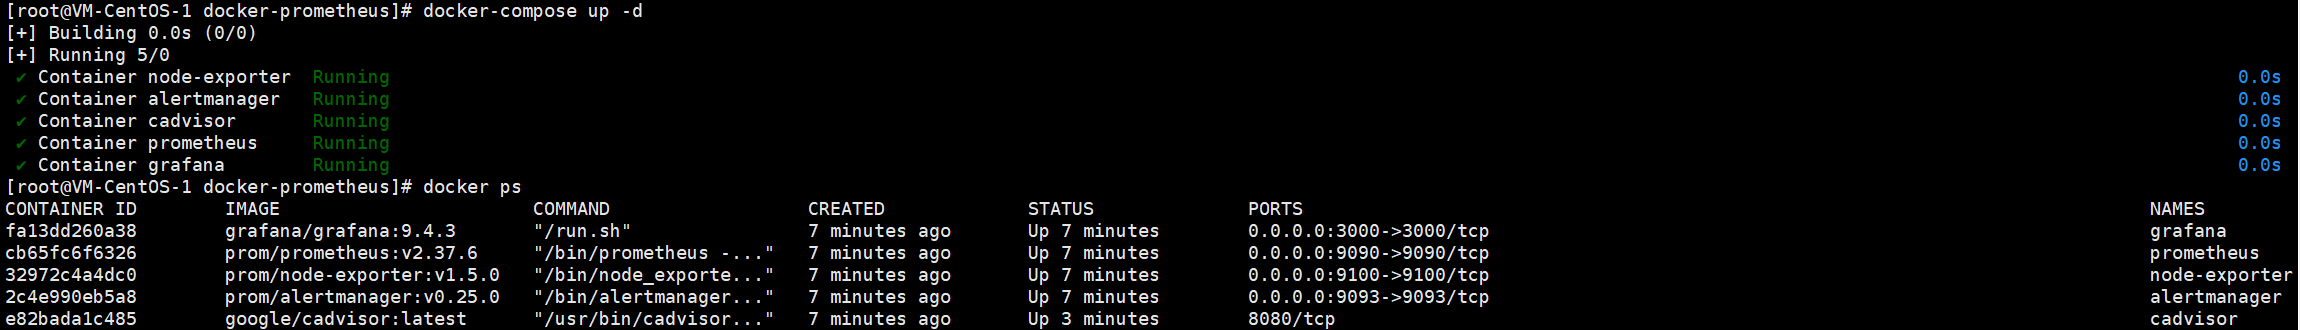 [root@VM-CentOS-1 docker-prometheus]# docker-compose up -d
[+] Building 0.0s (0/0)
[+] Running 5/0
✔ Container node-exporter  Running  0.0s
✔ Container alertmanager   Running  0.0s
✔ Container cadvisor       Running  0.0s
✔ Container prometheus     Running  0.0s
✔ Container grafana        Running  0.0s
[root@VM-CentOS-1 docker-prometheus]# docker ps
CONTAINER ID        IMAGE                       COMMAND                  CREATED             STATUS              PORTS                    NAMES
fa13dd260a38        grafana/grafana:9.4.3       "/run.sh"                7 minutes ago       Up 7 minutes        0.0.0.0:3000->3000/tcp   grafana
cb65fc6f6326        prom/prometheus:v2.37.6     "/bin/prometheus -..."   7 minutes ago       Up 7 minutes        0.0.0.0:9090->9090/tcp   prometheus
32972c4a4dc0        prom/node-exporter:v1.5.0   "/bin/node_exporte..."   7 minutes ago       Up 7 minutes        0.0.0.0:9100->9100/tcp   node-exporter
2c4e990eb5a8        prom/alertmanager:v0.25.0   "/bin/alertmanager..."   7 minutes ago       Up 7 minutes        0.0.0.0:9093->9093/tcp   alertmanager
e82bada1c485        google/cadvisor:latest      "/usr/bin/cadvisor..."   7 minutes ago       Up 3 minutes        8080/tcp                 cadvisor